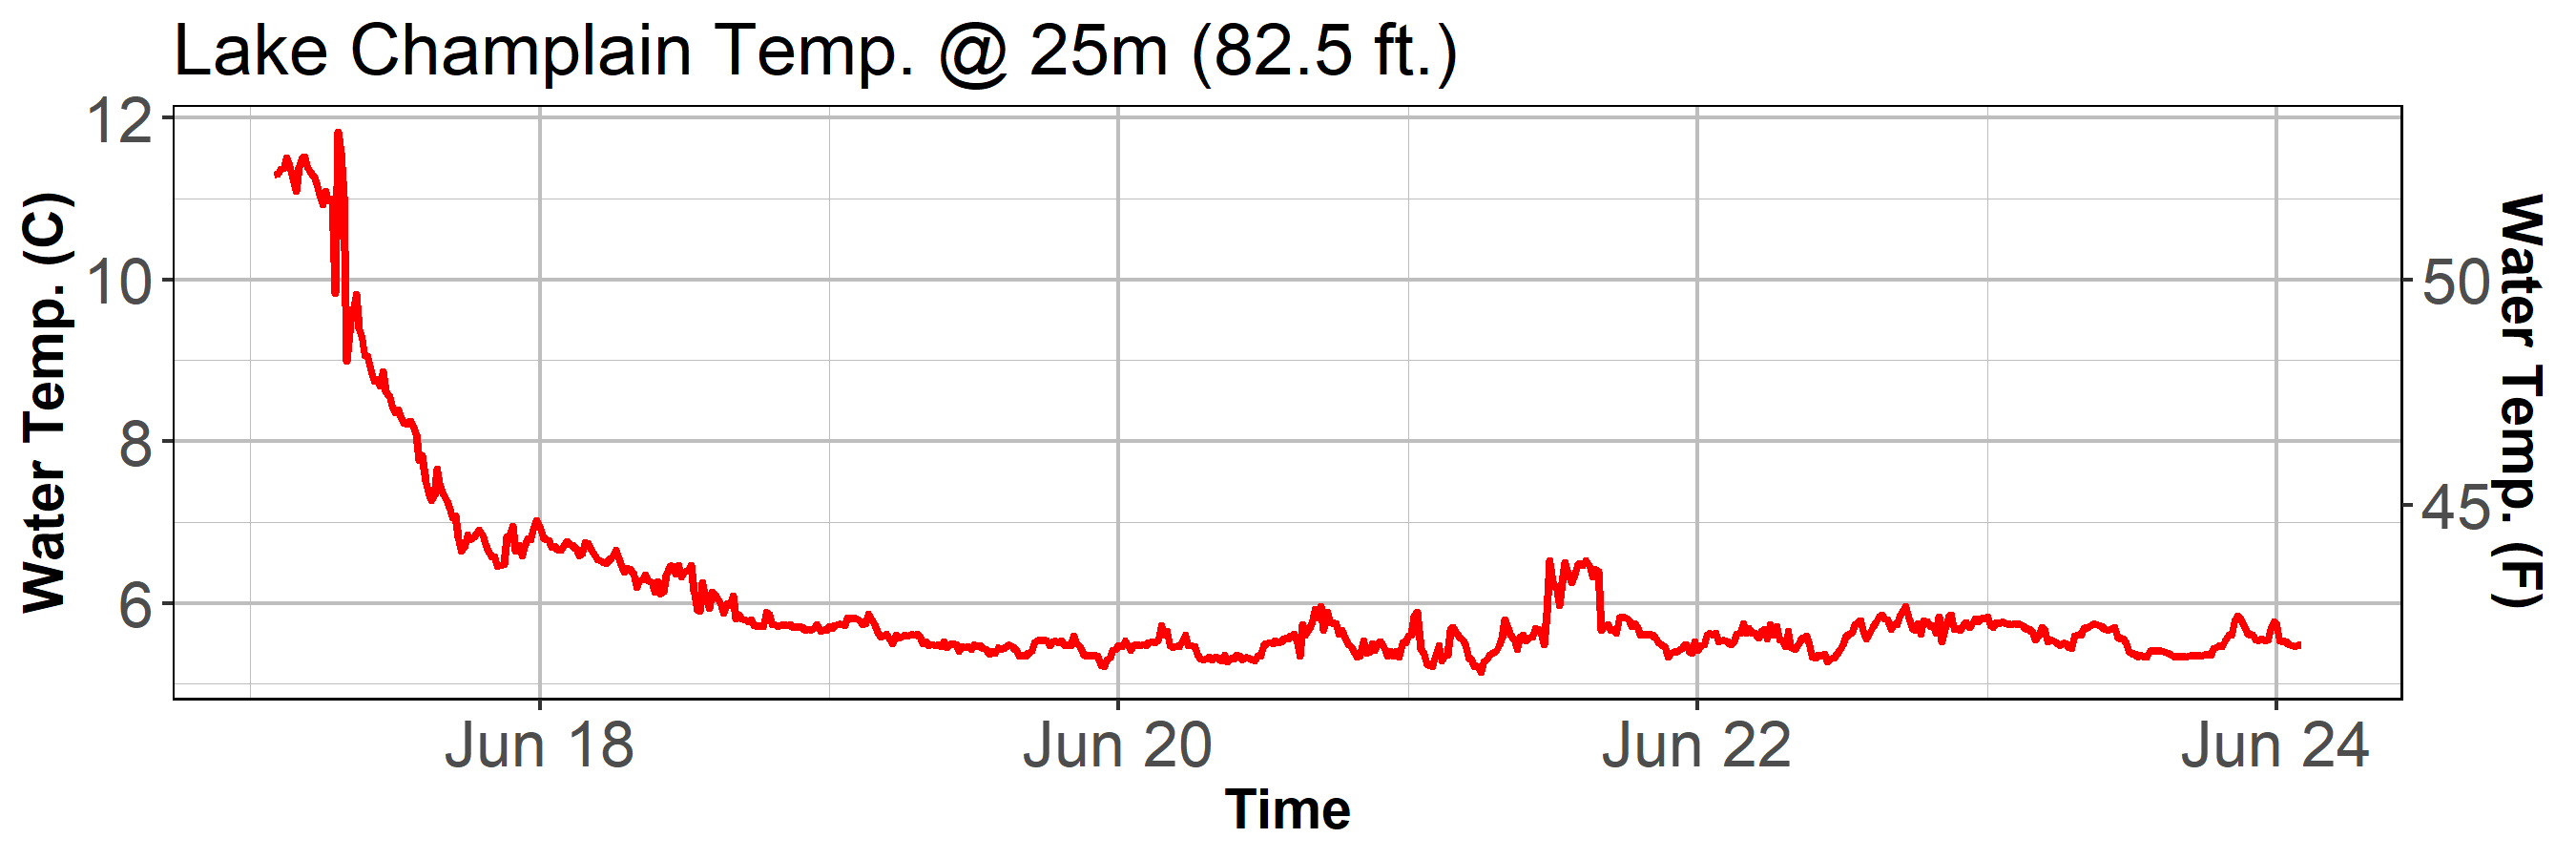 Lake Champlain Temp. @ 25m (82.5 ft.)
Water Temp. (C)
12
10
8
6
50
45
Water Temp. (F)
Jun 18 Jun 20 Jun 22 Jun 24
Time